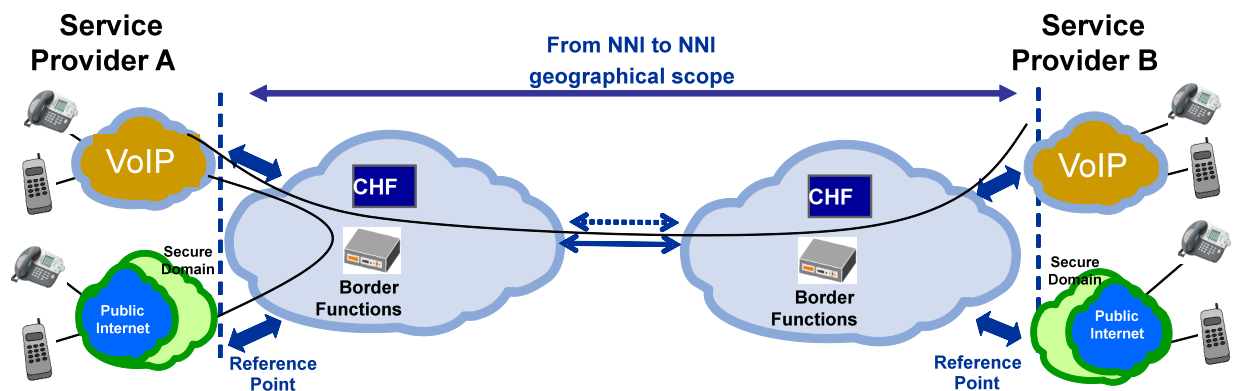 Service
Provider A
From NNI to NNI
geographical scope
Service
Provider B
VoIP
CHF
CHF
VoIP
Secure
Domain
Public
Internet
Border
Functions
Border
Functions
Secure
Domain
Public
Internet
Reference
Point
Reference
Point